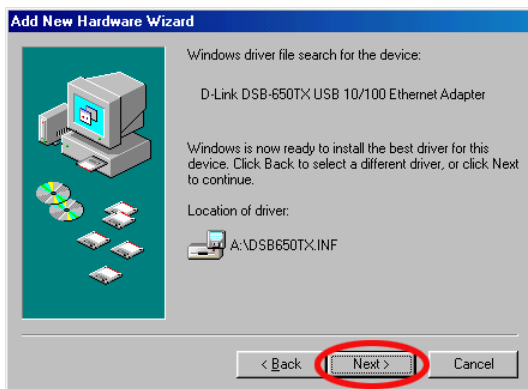 Add New Hardware Wizard
Windows driver file search for the device:
D-Link DSB-650TX USB 10/100 Ethernet Adapter
Windows is now ready to install the best driver for this
device. Click Back to select a different driver, or click Next
to continue.
Location of driver:
A:\DSB650TX.INF
< Back
Next >
Cancel